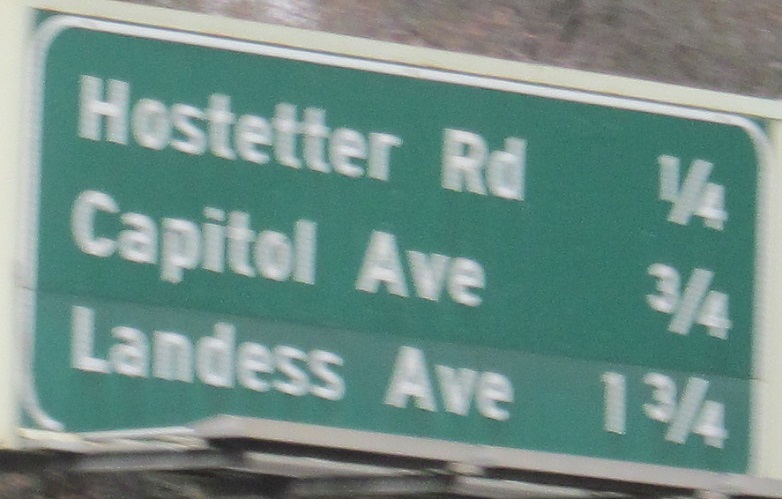 Hostetter Rd 1/4
Capitol Ave 3/4
Landess Ave 1 3/4